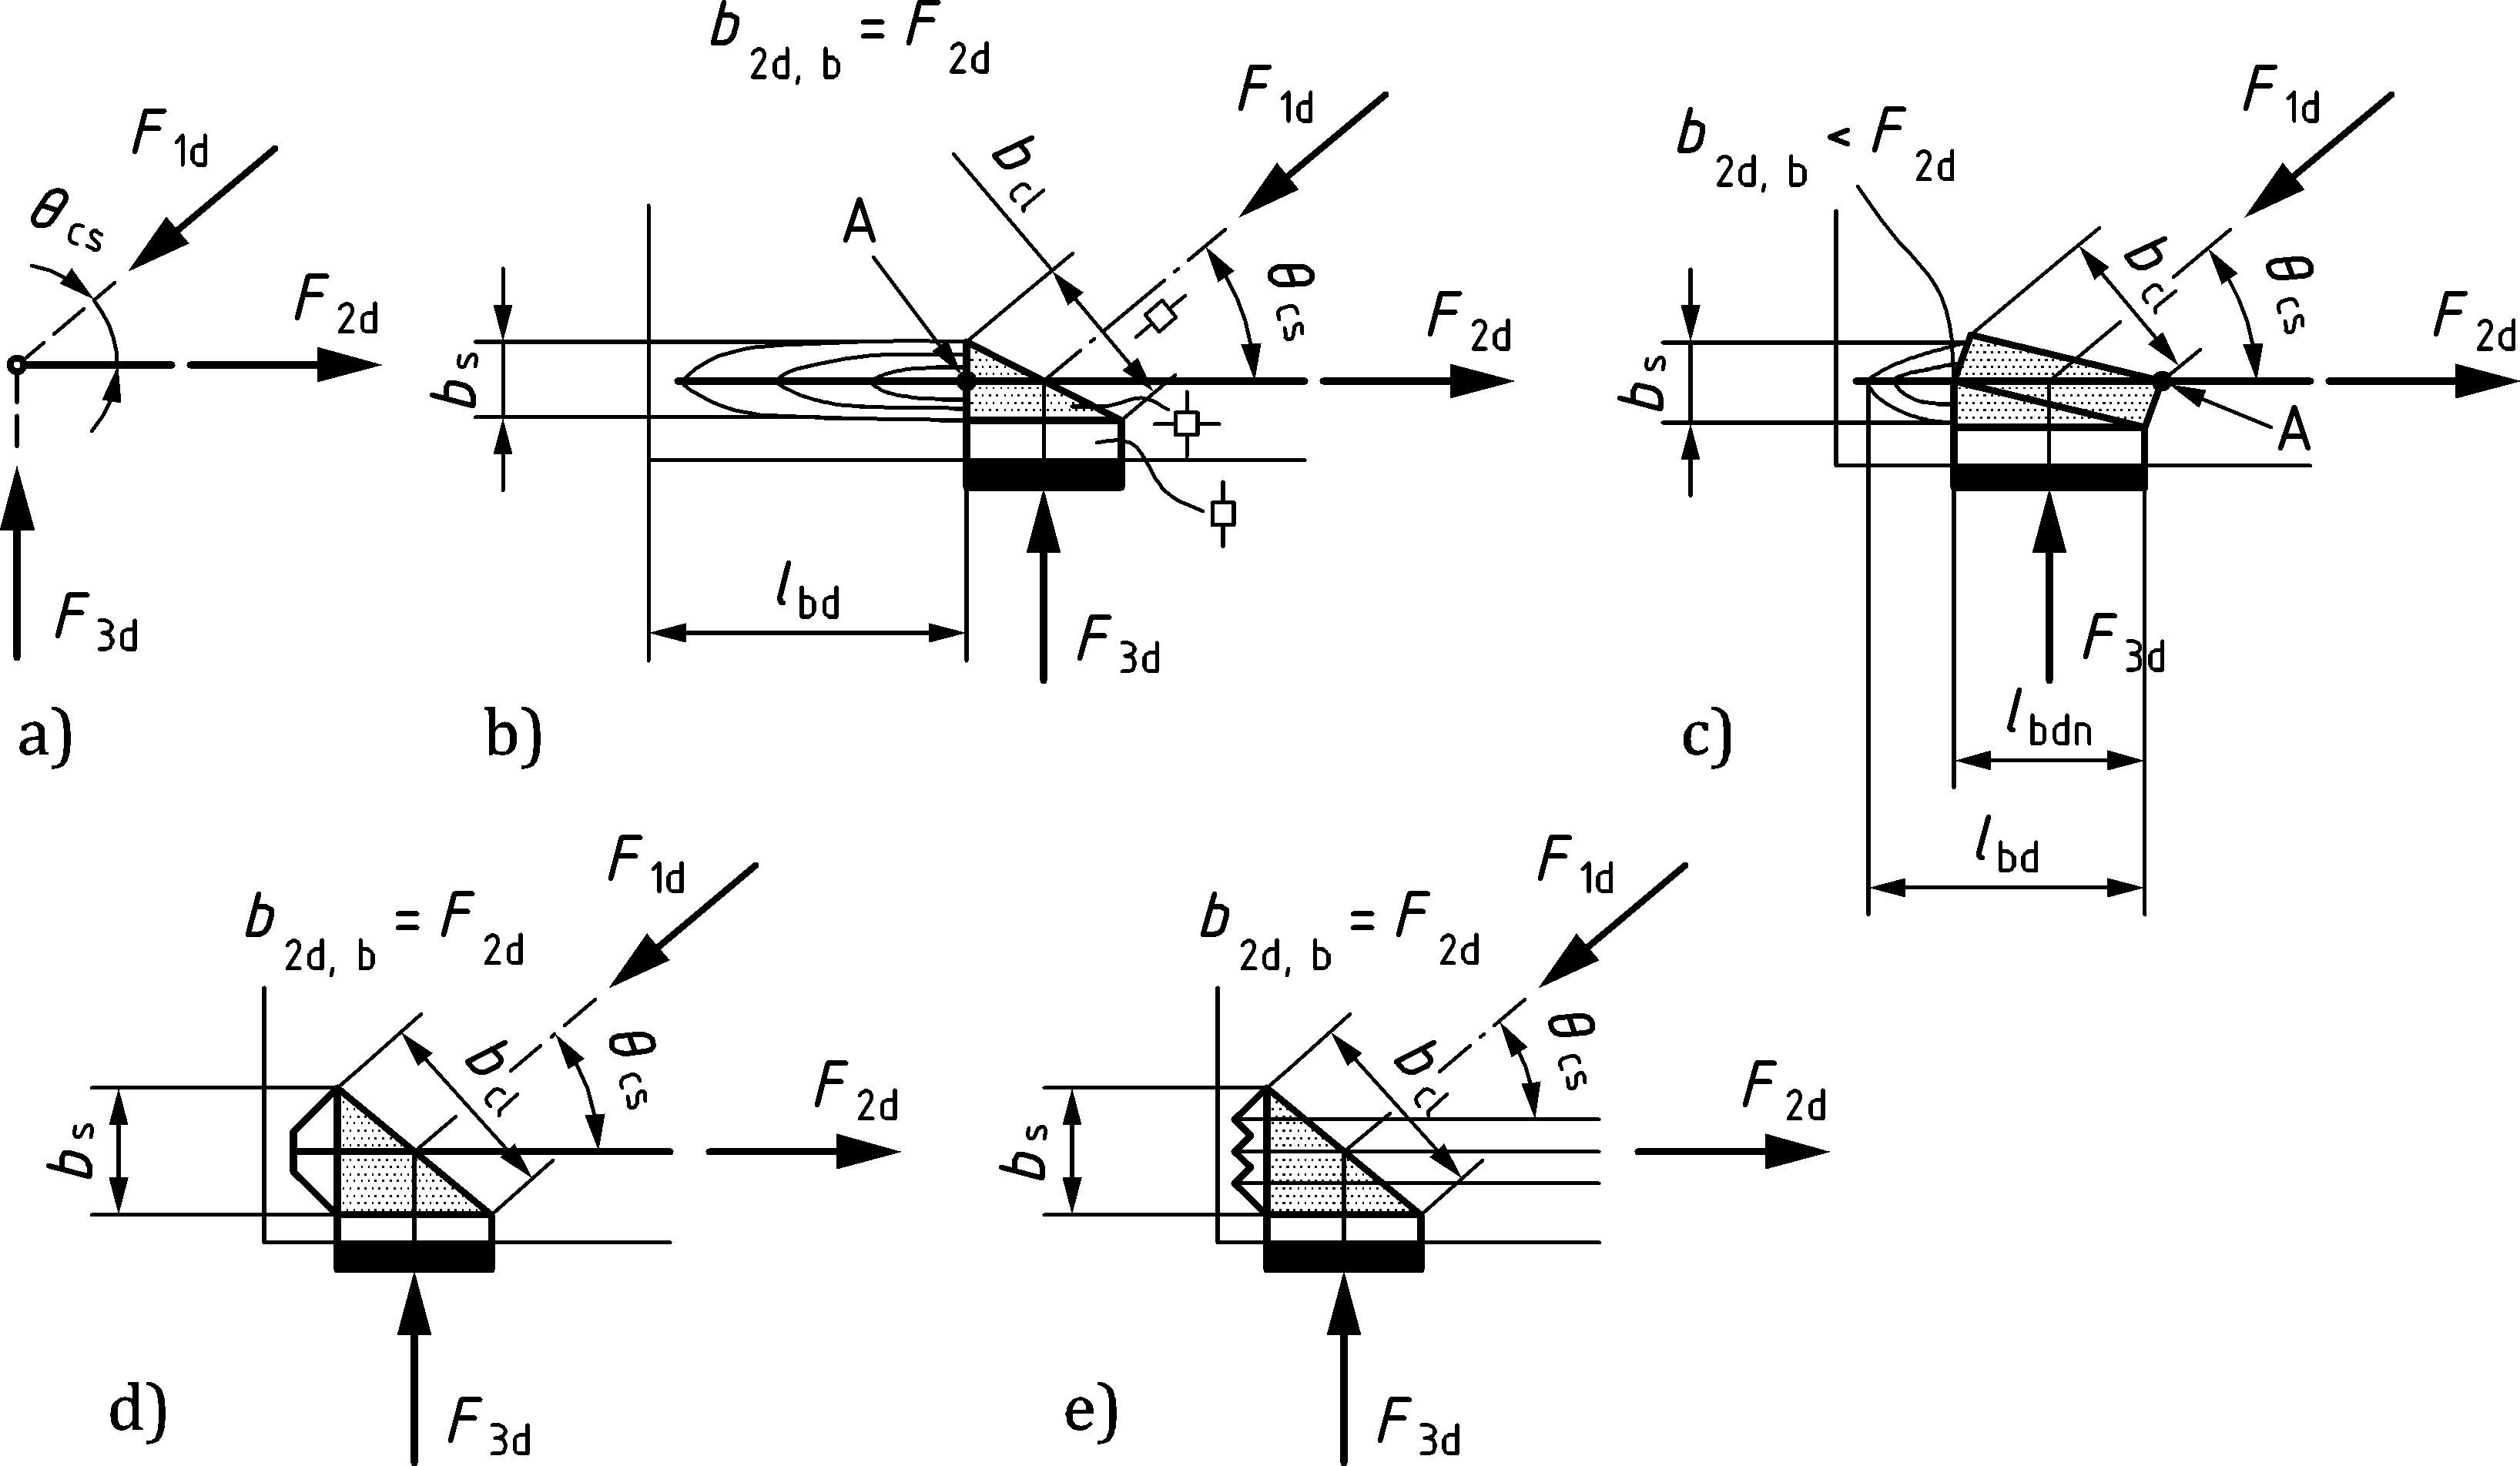 b2d, b = F2d
F1d
θcs
F2d
F3d
a)
F1d
bcl
A
θcs
F2d
bs
lbd
F3d
b)
b2d, b < F2d
F1d
bcl
θcs
F2d
bs
A
F3d
lbdn
lbd
c)
b2d, b = F2d
F1d
bcl
θcs
F2d
bs
F3d
d)
b2d, b = F2d
F1d
bcl
θcs
F2d
bs
F3d
e)